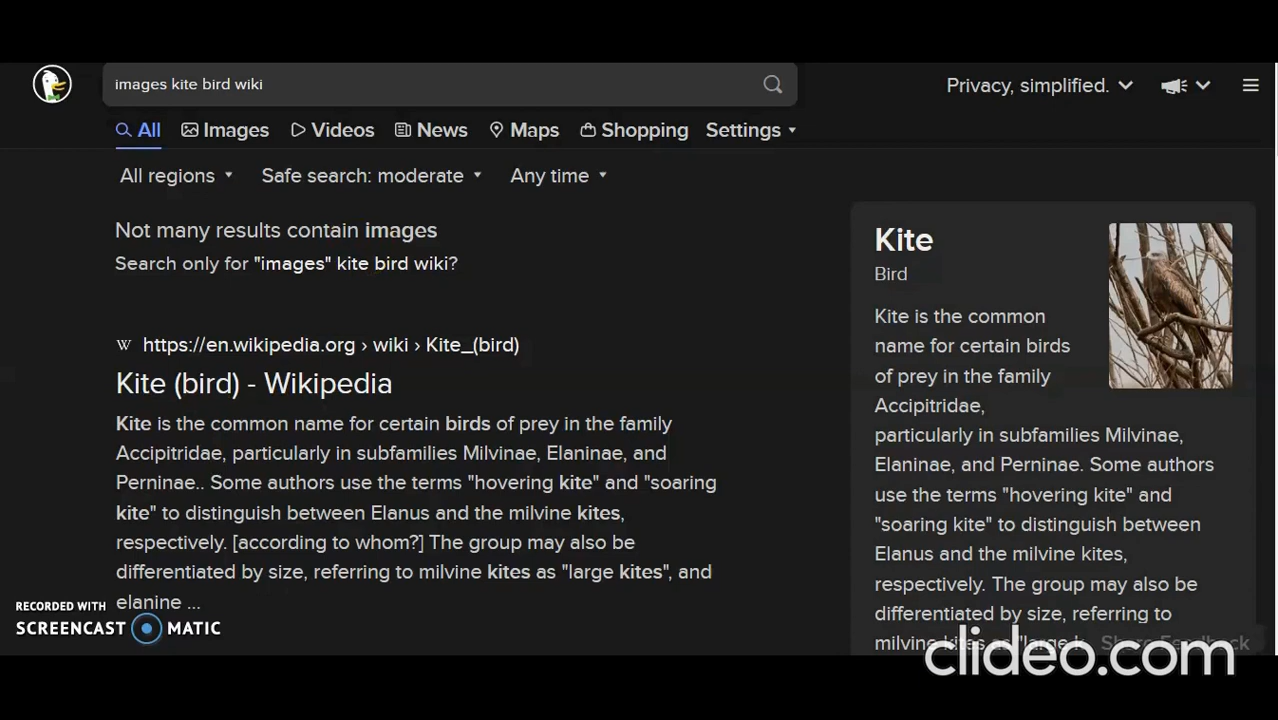 images kite bird wiki
Privacy, simplified.
All
Images
Videos
News
Maps
Shopping
Settings
All regions
Safe search: moderate
Any time
Not many results contain images
Search only for "images" kite bird wiki?
W https://en.wikipedia.org › wiki › Kite_(bird)
Kite (bird) - Wikipedia
Kite is the common name for certain birds of prey in the family
Accipitridae, particularly in subfamilies Milvinae, Elaninae, and
Perninae.. Some authors use the terms "hovering kite" and "soaring
kite" to distinguish between Elanus and the milvine kites,
respectively. [according to whom?] The group may also be
differentiated by size, referring to milvine kites as "large kites", and
elanine ...
Kite
Bird
Kite is the common
name for certain birds
of prey in the family
Accipitridae,
particularly in subfamilies Milvinae,
Elaninae, and Perninae. Some authors
use the terms "hovering kite" and
"soaring kite" to distinguish between
Elanus and the milvine kites,
respectively. The group may also be
differentiated by size, referring to
milvine kites as "large k
Share Feedback
RECORDED WITH
SCREENCAST MATIC
clideo.com